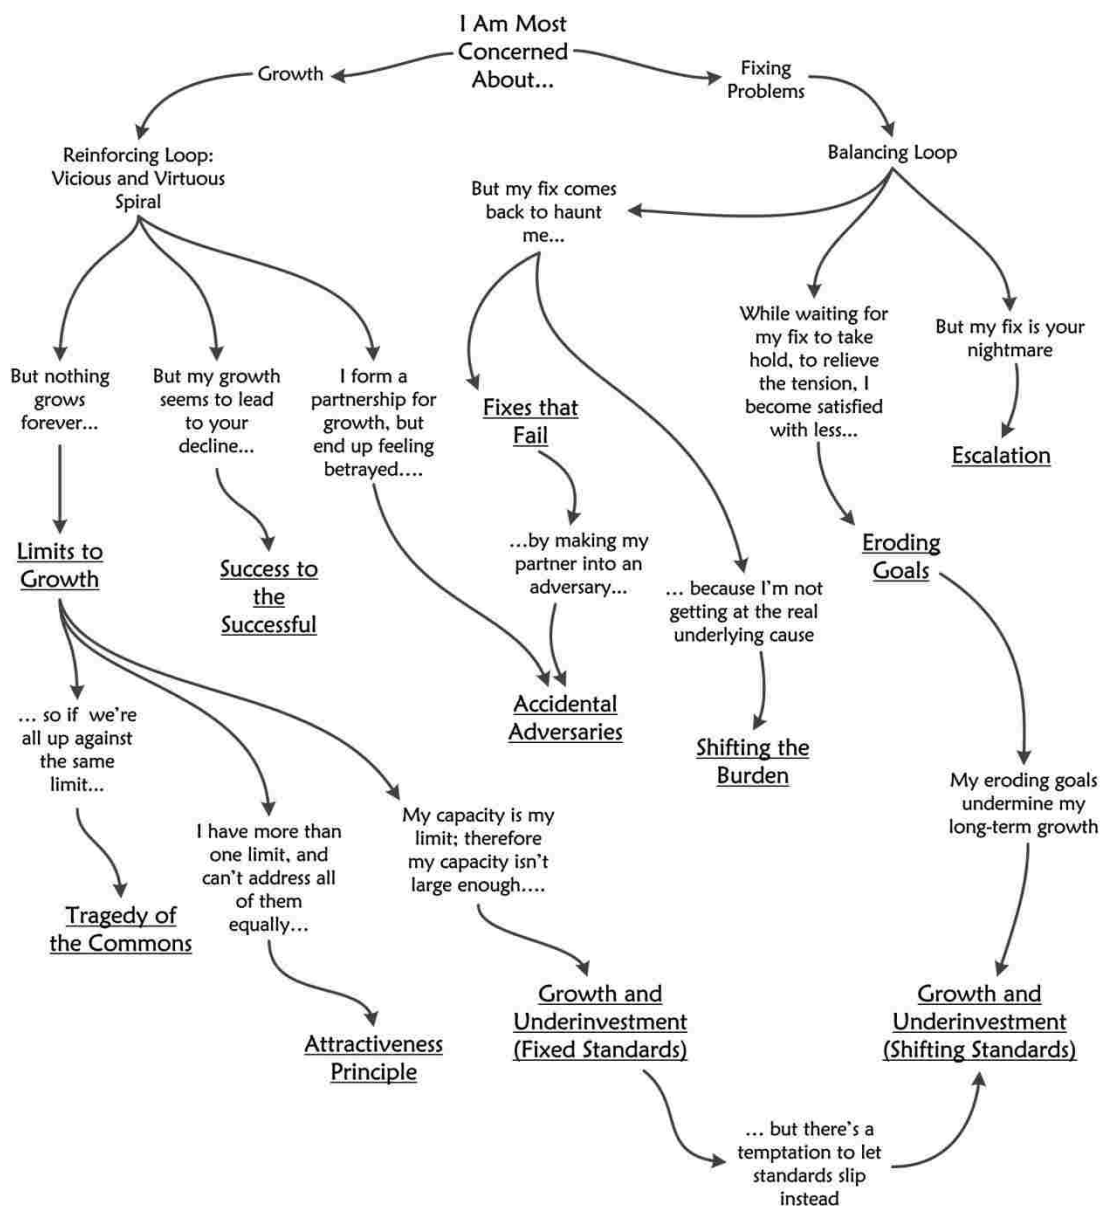 I Am Most
Concerned
About...
Growth
Fixing
Problems
Reinforcing Loop:
Vicious and Virtuous
Spiral
Balancing Loop
But my fix comes
back to haunt
me...
But nothing
grows
forever...
But my growth
seems to lead
to your
decline...
I form a
partnership for
growth, but
end up feeling
betrayed....
Fixes that
Fail
While waiting for
my fix to take
hold, to relieve
the tension, I
become satisfied
with less...
But my fix is your
nightmare
Escalation
Limits to
Growth
Success to
the
Successful
...by making my
partner into an
adversary...
... because I'm not
getting at the real
underlying cause
Eroding
Goals
Accidental
Adversaries
Shifting the
Burden
... so if we're
all up against
the same
limit...
I have more than
one limit, and
can't address all
of them
equally...
My capacity is my
limit; therefore
my capacity isn't
large enough....
My eroding goals
undermine my
long-term growth
Tragedy of
the Commons
Attractiveness
Principle
Growth and
Underinvestment
(Fixed Standards)
Growth and
Underinvestment
(Shifting Standards)
... but there's a
temptation to let
standards slip
instead